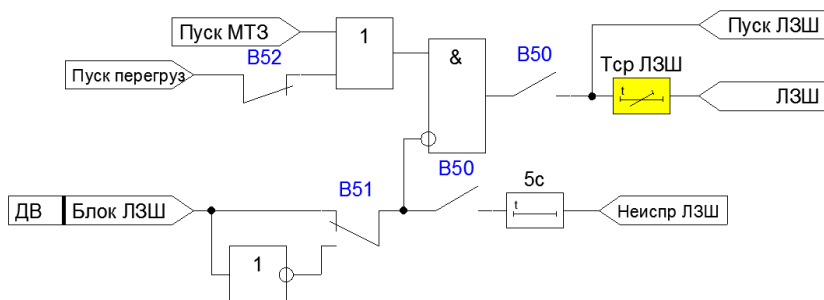 Пуск МТЗ
B52
Пуск перегруз
1
&
B50
Пуск ЛЗШ
Тср ЛЗШ
t
ЛЗШ
B50
B51
5с
t
ДВ Блок ЛЗШ
Неиспр ЛЗШ
1